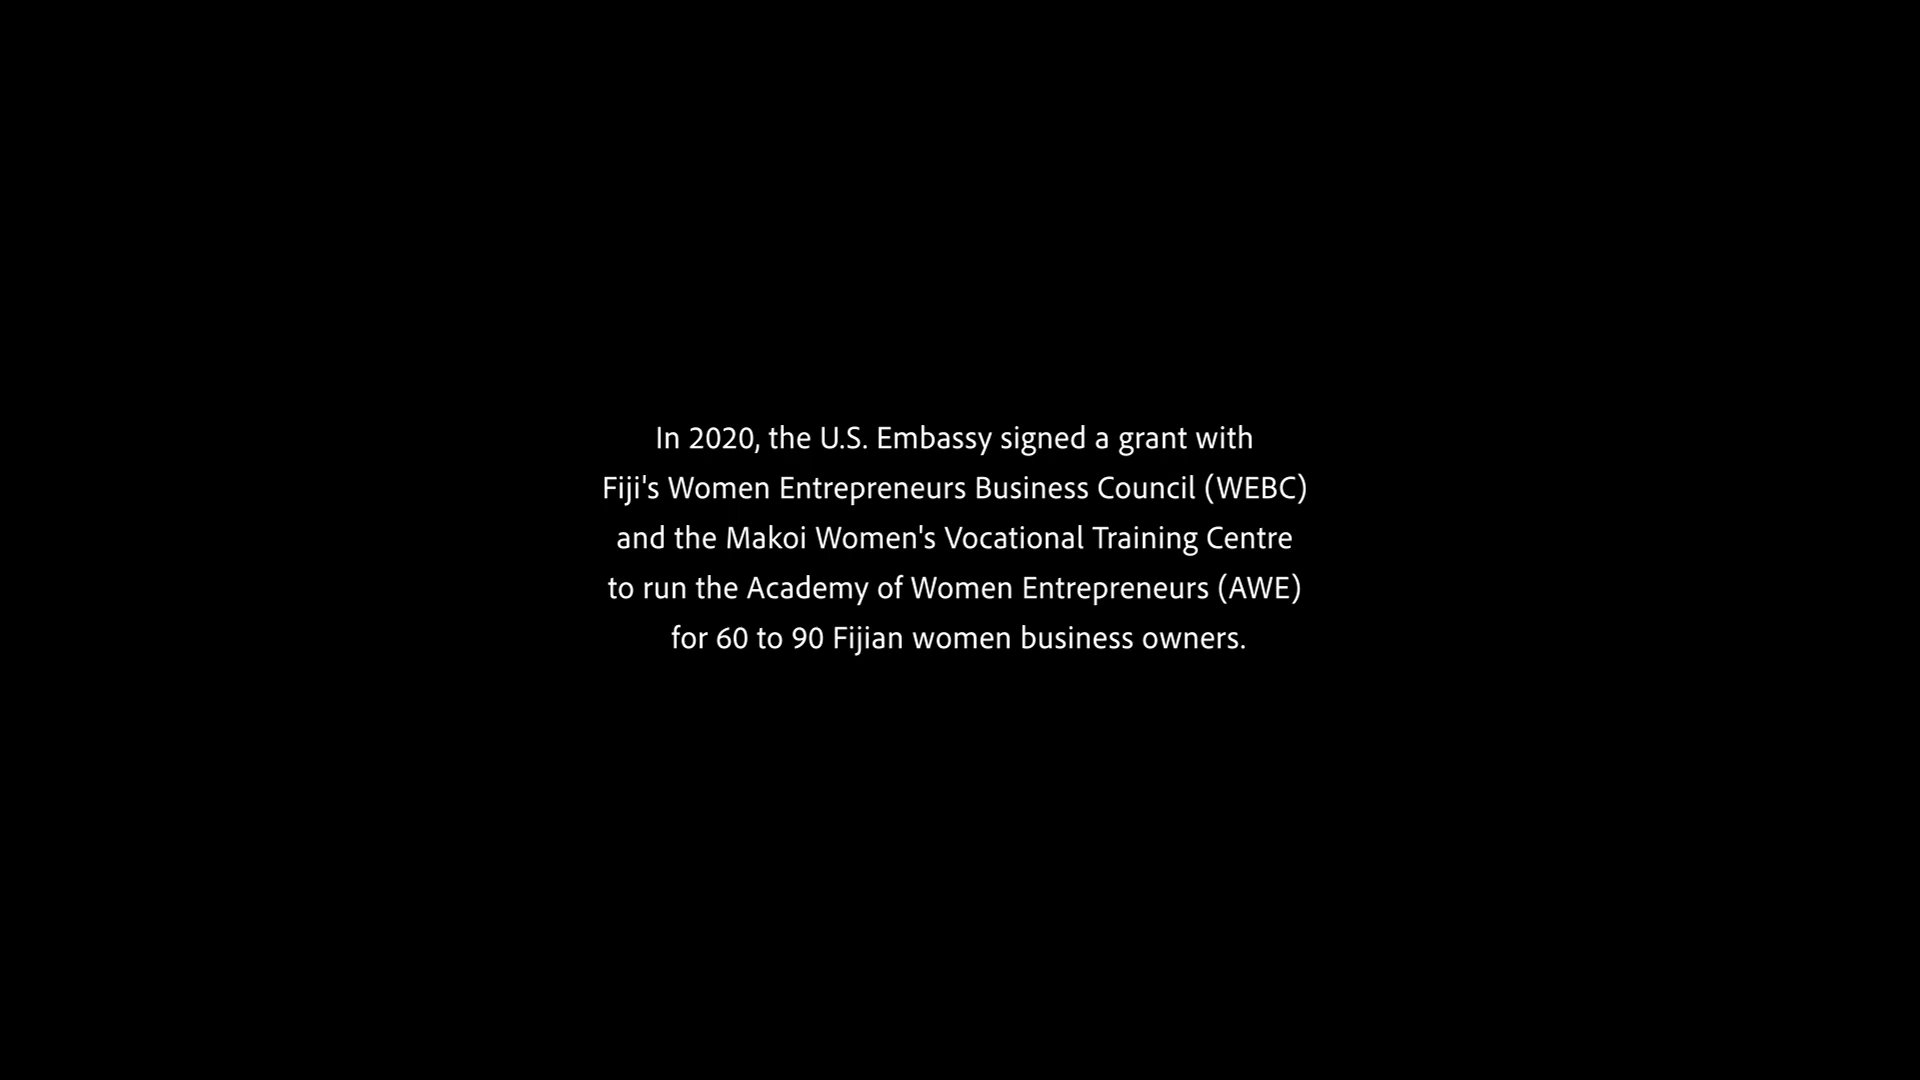 In 2020, the U.S. Embassy signed a grant with
Fiji's Women Entrepreneurs Business Council (WEBC)
and the Makoi Women's Vocational Training Centre
to run the Academy of Women Entrepreneurs (AWE)
for 60 to 90 Fijian women business owners.